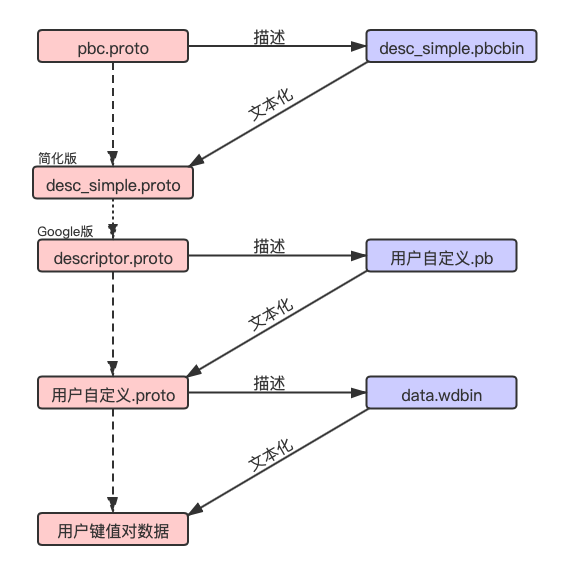 pbc.proto
描述
desc_simple.pbcbin
文本化
简化版
desc_simple.proto
Google版
descriptor.proto
描述
用户自定义.pb
文本化
用户自定义.proto
描述
data.wdbin
文本化
用户键值对数据